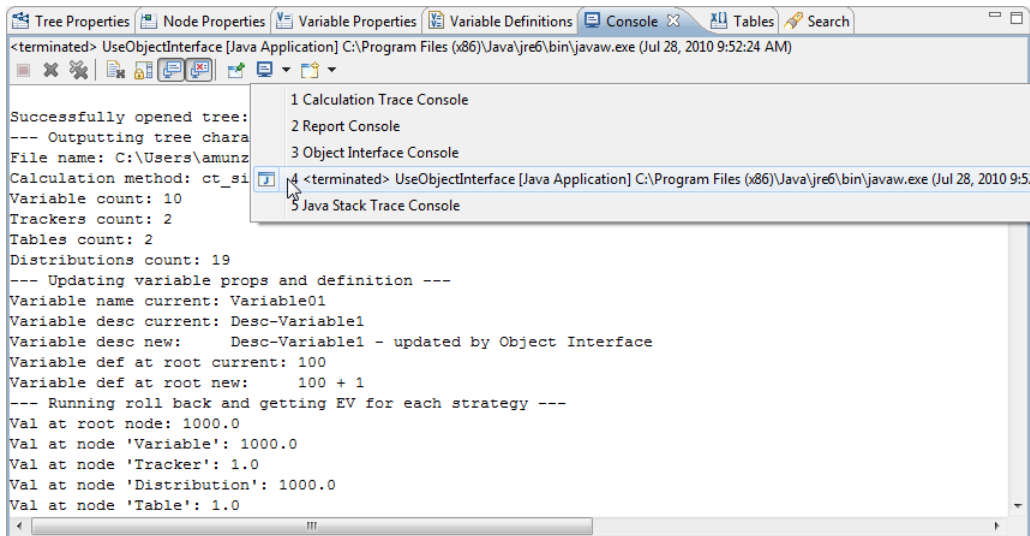 Tree Properties Node Properties Variable Properties Variable Definitions Console Tables Search
<terminated> UseObjectInterface [Java Application] C:\Program Files (x86)\Java\jre6\bin\javaw.exe (Jul 28, 2010 9:52:24 AM)
1 Calculation Trace Console
2 Report Console
3 Object Interface Console
4 <terminated> UseObjectInterface [Java Application] C:\Program Files (x86)\Java\jre6\bin\javaw.exe (Jul 28, 2010 9:5
5 Java Stack Trace Console
Successfully opened tree:
--- Outputting tree chara
File name: C:\Users\amunz
Calculation method: ct_si
Variable count: 10
Trackers count: 2
Tables count: 2
Distributions count: 19
--- Updating variable props and definition ---
Variable name current: Variable01
Variable desc current: Desc-Variable1
Variable desc new: Desc-Variable1 - updated by Object Interface
Variable def at root current: 100
Variable def at root new: 100 + 1
--- Running roll back and getting EV for each strategy ---
Val at root node: 1000.0
Val at node 'Variable': 1000.0
Val at node 'Tracker': 1.0
Val at node 'Distribution': 1000.0
Val at node 'Table': 1.0